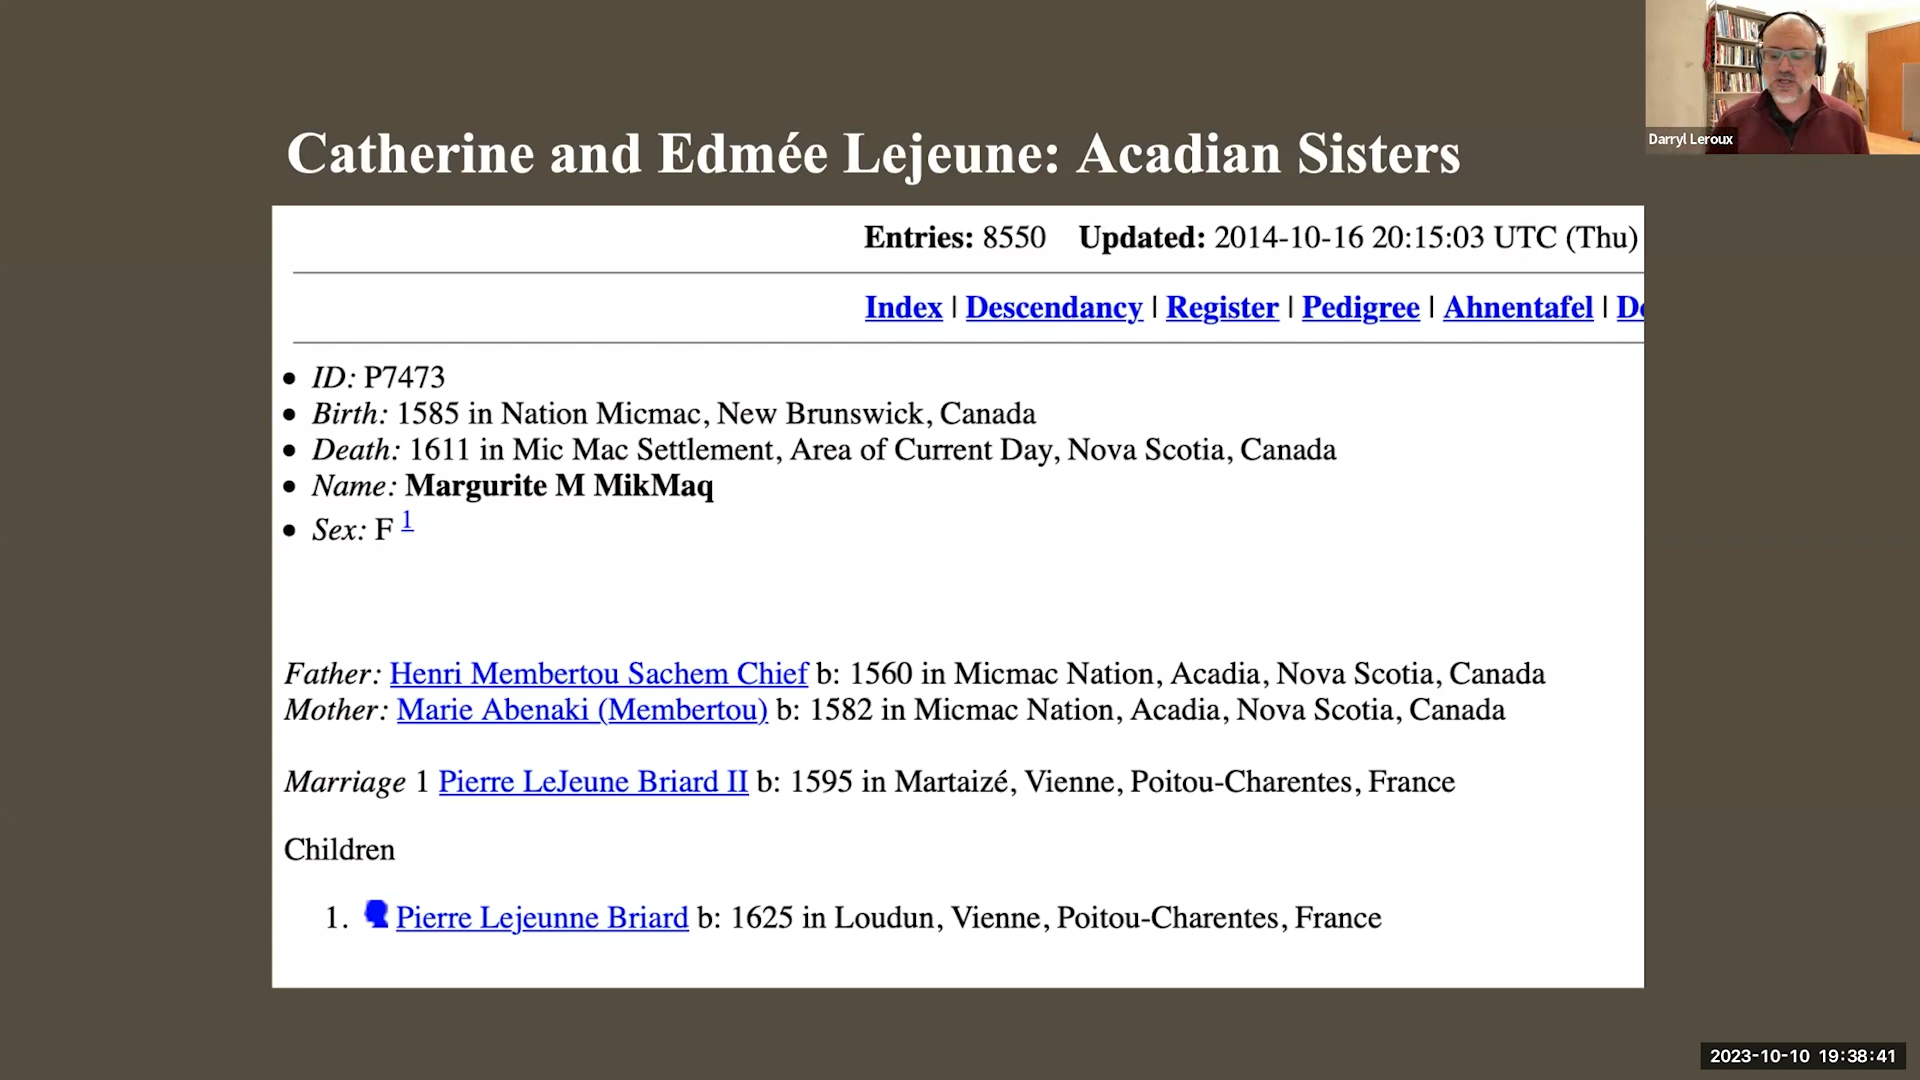 Darryl Leroux
Catherine and Edmée Lejeune: Acadian Sisters
Entries: 8550 Updated: 2014-10-16 20:15:03 UTC (Thu)
Index | Descendancy | Register | Pedigree | Ahnentafel |
• ID: P7473
• Birth: 1585 in Nation Micmac, New Brunswick, Canada
• Death: 1611 in Mic Mac Settlement, Area of Current Day, Nova Scotia, Canada
• Name: Margurite M MikMaq
• Sex: F 1
Father: Henri Membertou Sachem Chief b: 1560 in Micmac Nation, Acadia, Nova Scotia, Canada
Mother: Marie Abenaki (Membertou) b: 1582 in Micmac Nation, Acadia, Nova Scotia, Canada
Marriage 1 Pierre LeJeune Briard II b: 1595 in Martaizé, Vienne, Poitou-Charentes, France
Children
1. Pierre Lejeunne Briard b: 1625 in Loudun, Vienne, Poitou-Charentes, France
2023-10-10 19:38:41